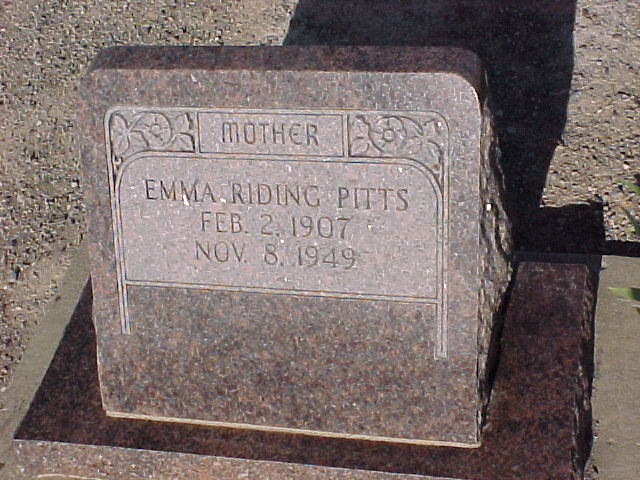 MOTHER
EMMA RIDING PITTS
FEB. 2, 1907
NOV. 8, 1949